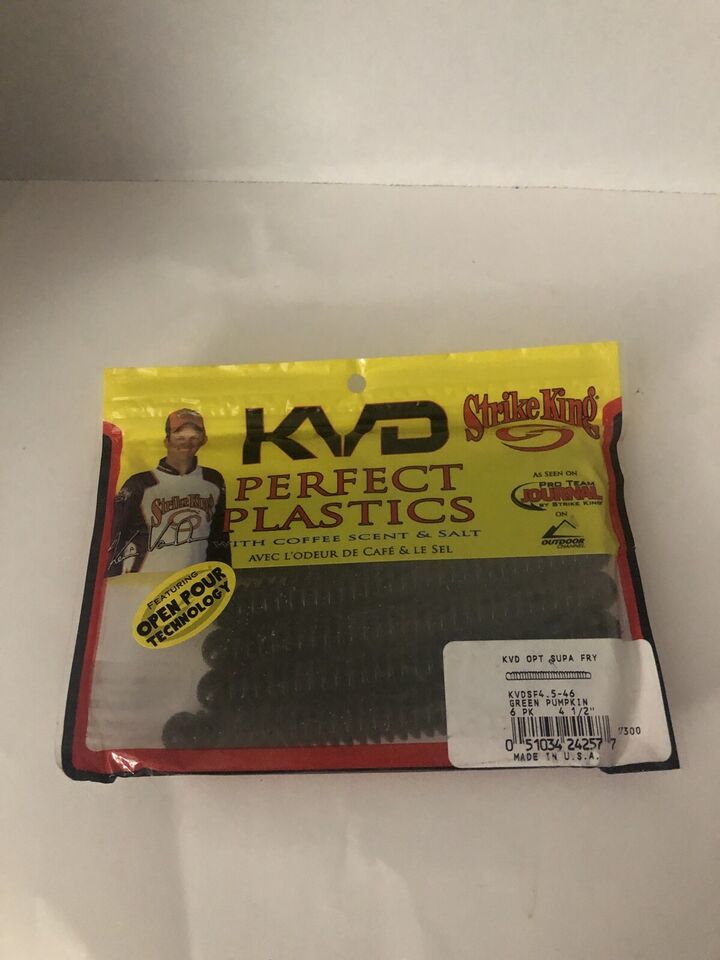 KVD
Strike King
PERFECT
PLASTICS
WITH COFFEE SCENT & SALT
AVEC L'ODEUR DE CAFÉ & LE SEL
AS SEEN ON
PRO TEAM
JOURNAL
BY STRIKE KING
ON
OUTDOOR
CHANNEL
Strike King
FEATURING
OPEN POUR
TECHNOLOGY
KVD OPT SUPA FRY
KVDSF4.5-46
GREEN PUMPKIN
6 PK 4 1/2"
0 51034 24257 7
MADE IN U.S.A.